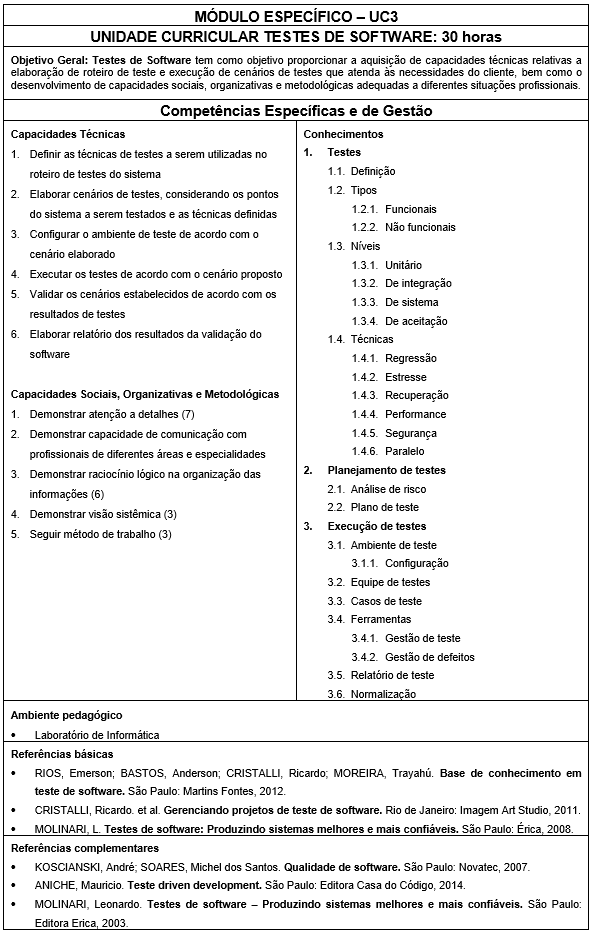 MÓDULO ESPECÍFICO – UC3
UNIDADE CURRICULAR TESTES DE SOFTWARE: 30 horas
Objetivo Geral: Testes de Software tem como objetivo proporcionar a aquisição de capacidades técnicas relativas a
elaboração de roteiro de teste e execução de cenários de testes que atenda às necessidades do cliente, bem como o
desenvolvimento de capacidades sociais, organizativas e metodológicas adequadas a diferentes situações profissionais.
Competências Específicas e de Gestão
Capacidades Técnicas
1. Definir as técnicas de testes a serem utilizadas no
roteiro de testes do sistema
2. Elaborar cenários de testes, considerando os pontos
do sistema a serem testados e as técnicas definidas
3. Configurar o ambiente de teste de acordo com o
cenário elaborado
4. Executar os testes de acordo com o cenário proposto
5. Validar os cenários estabelecidos de acordo com os
resultados de testes
6. Elaborar relatório dos resultados da validação do
software
Capacidades Sociais, Organizativas e Metodológicas
1. Demonstrar atenção a detalhes (7)
2. Demonstrar capacidade de comunicação com
profissionais de diferentes áreas e especialidades
3. Demonstrar raciocínio lógico na organização das
informações (6)
4. Demonstrar visão sistêmica (3)
5. Seguir método de trabalho (3)
Conhecimentos
1. Testes
1.1. Definição
1.2. Tipos
1.2.1. Funcionais
1.2.2. Não funcionais
1.3. Níveis
1.3.1. Unitário
1.3.2. De integração
1.3.3. De sistema
1.3.4. De aceitação
1.4. Técnicas
1.4.1. Regressão
1.4.2. Estresse
1.4.3. Recuperação
1.4.4. Performance
1.4.5. Segurança
1.4.6. Paralelo
2. Planejamento de testes
2.1. Análise de risco
2.2. Plano de teste
3. Execução de testes
3.1. Ambiente de teste
3.1.1. Configuração
3.2. Equipe de testes
3.3. Casos de teste
3.4. Ferramentas
3.4.1. Gestão de teste
3.4.2. Gestão de defeitos
3.5. Relatório de teste
3.6. Normalização
Ambiente pedagógico
• Laboratório de Informática
Referências básicas
• RIOS, Emerson; BASTOS, Anderson; CRISTALLI, Ricardo; MOREIRA, Trayahú. Base de conhecimento em
teste de software. São Paulo: Martins Fontes, 2012.
• CRISTALLI, Ricardo. et al. Gerenciando projetos de teste de software. Rio de Janeiro: Imagem Art Studio, 2011.
• MOLINARI, L. Testes de software: Produzindo sistemas melhores e mais confiáveis. São Paulo: Érica, 2008.
Referências complementares
• KOSCIANSKI, André; SOARES, Michel dos Santos. Qualidade de software. São Paulo: Novatec, 2007.
• ANICHE, Mauricio. Teste driven development. São Paulo: Editora Casa do Código, 2014.
• MOLINARI, Leonardo. Testes de software – Produzindo sistemas melhores e mais confiáveis. São Paulo:
Editora Erica, 2003.